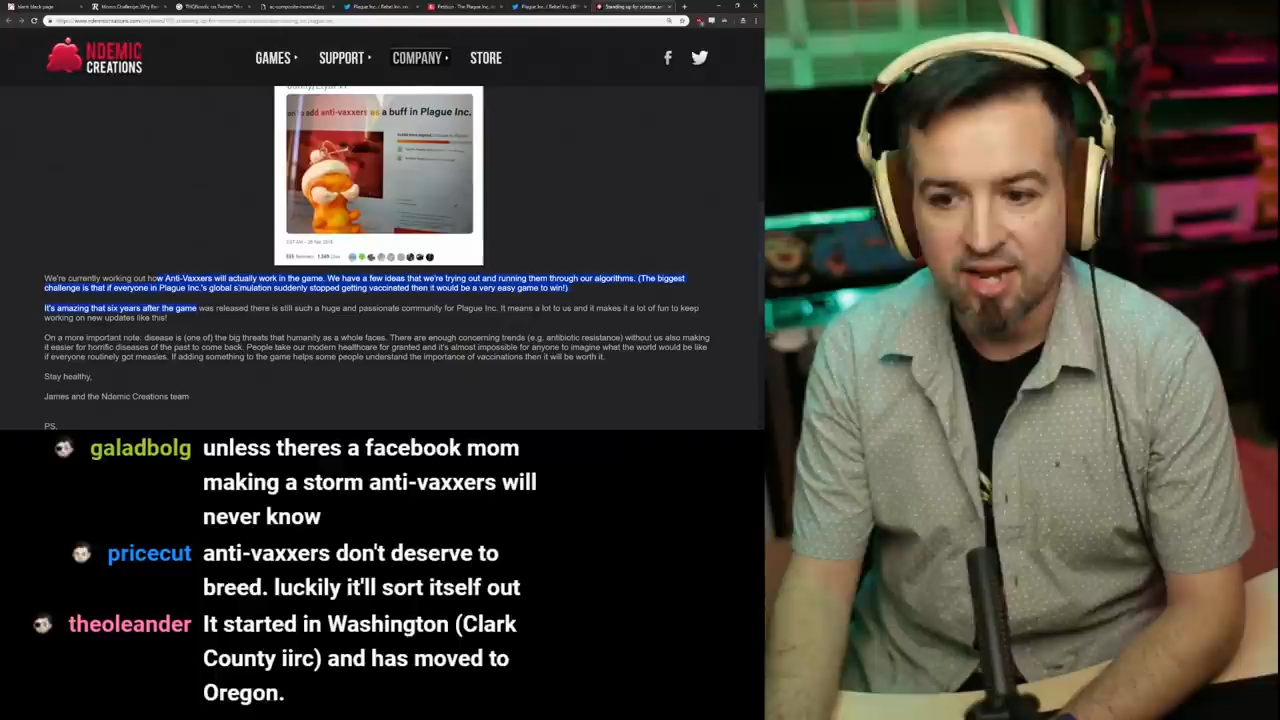 Standing up for science an
NDEMIC
CREATIONS
GAMES
SUPPORT
COMPANY
STORE
on to add anti-vaxxers as a buff in Plague Inc.
We're currently working out how Anti-Vaxxers will actually work in the game. We have a few ideas that we're trying out and running them through our algorithms. (The biggest
challenge is that if everyone in Plague Inc.'s global simulation suddenly stopped getting vaccinated then it would be a very easy game to win!)
It's amazing that six years after the game was released there is still such a huge and passionate community for Plague Inc. It means a lot to us and it makes it a lot of fun to keep
working on new updates like this!
On a more important note: disease is (one of) the big threats that humanity as a whole faces. There are enough concerning trends (e.g. antibiotic resistance) without us also making
it easier for horrific diseases of the past to come back. People take our modern healthcare for granted and it's almost impossible for anyone to imagine what the world would be like
if everyone routinely got measles. If adding something to the game helps some people understand the importance of vaccinations then it will be worth it.
Stay healthy,
James and the Ndemic Creations team
PS.
galadbolg unless theres a facebook mom
making a storm anti-vaxxers will
never know
pricecut anti-vaxxers don't deserve to
breed. luckily it'll sort itself out
theoleander It started in Washington (Clark
County iirc) and has moved to
Oregon.